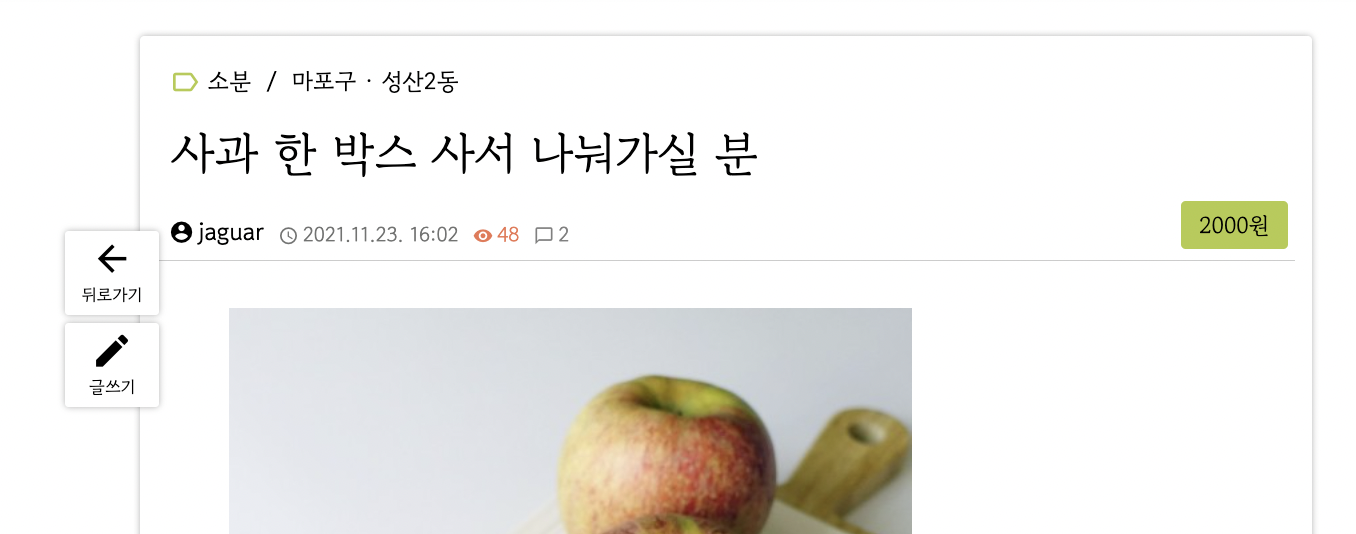 소분 / 마포구 · 성산2동
사과 한 박스 사서 나눠가실 분
jaguar 2021.11.23. 16:02 48 2
2000원
뒤로가기
글쓰기